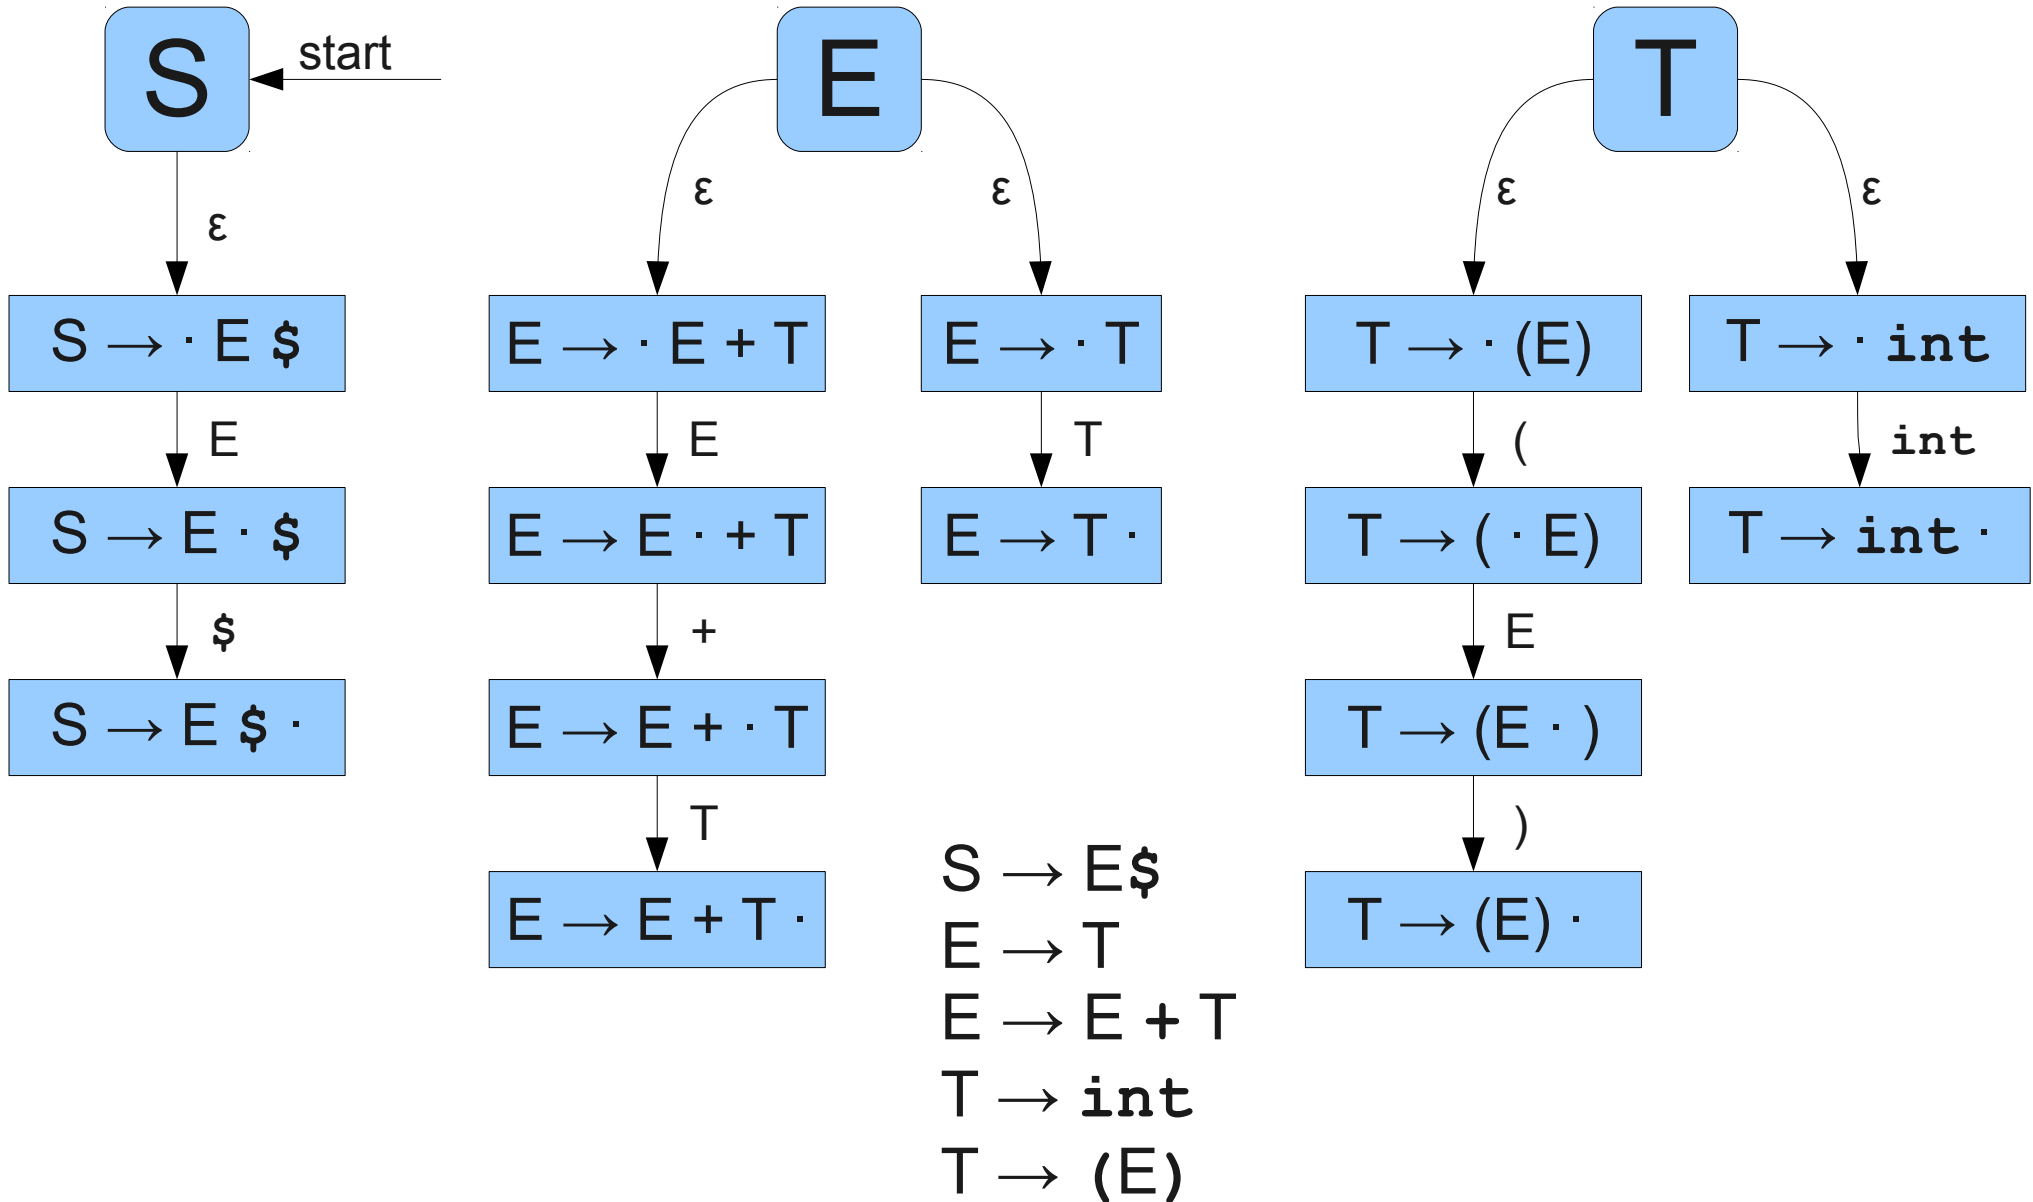 S start E T
ε ε ε ε ε
S → · E $ E → · E + T E → · T T → · (E) T → · int
E E T ( int
S → E · $ E → E · + T E → T · T → ( · E) T → int ·
$ + E
S → E $ · E → E + · T T → (E · )
T )
E → E + T · T → (E) ·
S → E$
E → T
E → E + T
T → int
T → (E)